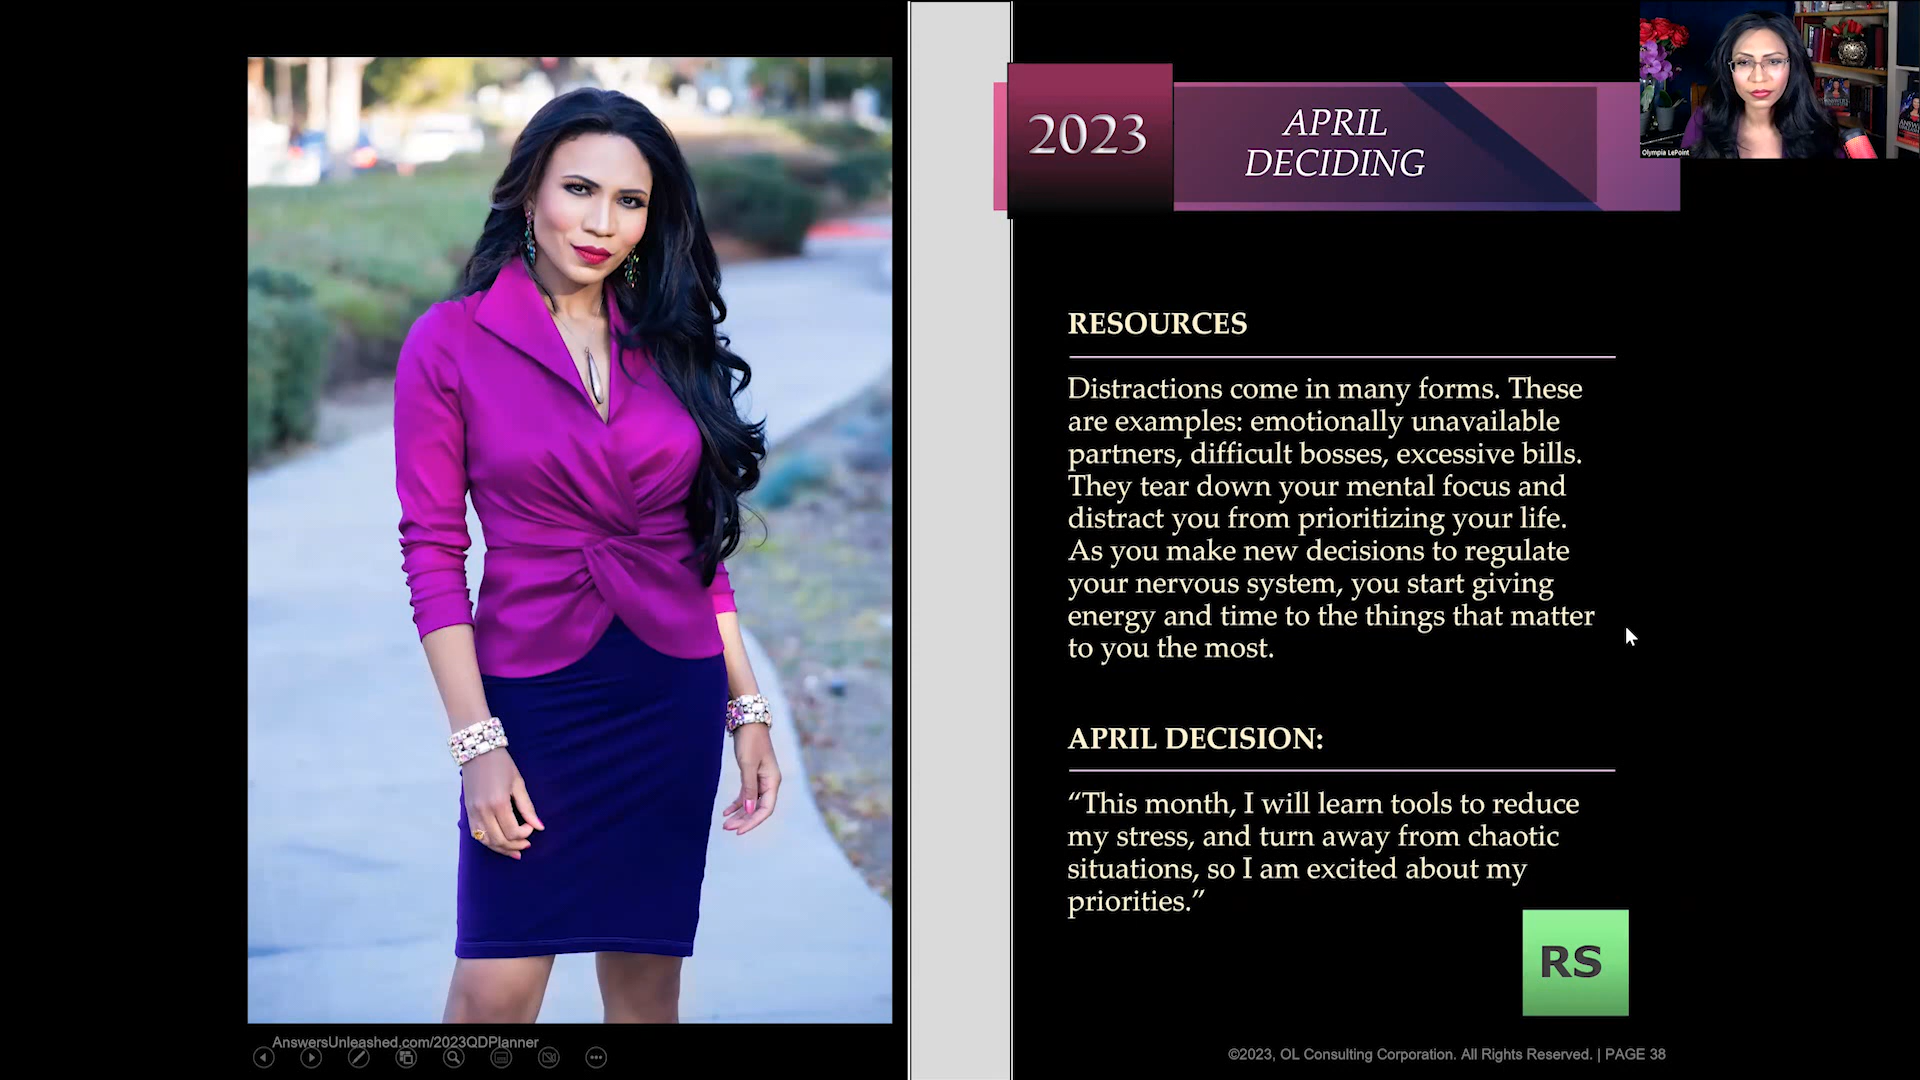 2023
APRIL
DECIDING
Olympia LePoint
RESOURCES
Distractions come in many forms. These
are examples: emotionally unavailable
partners, difficult bosses, excessive bills.
They tear down your mental focus and
distract you from prioritizing your life.
As you make new decisions to regulate
your nervous system, you start giving
energy and time to the things that matter
to you the most.
APRIL DECISION:
“This month, I will learn tools to reduce
my stress, and turn away from chaotic
situations, so I am excited about my
priorities.”
RS
AnswersUnleashed.com/2023QDPlanner
©2023, OL Consulting Corporation. All Rights Reserved. | PAGE 38